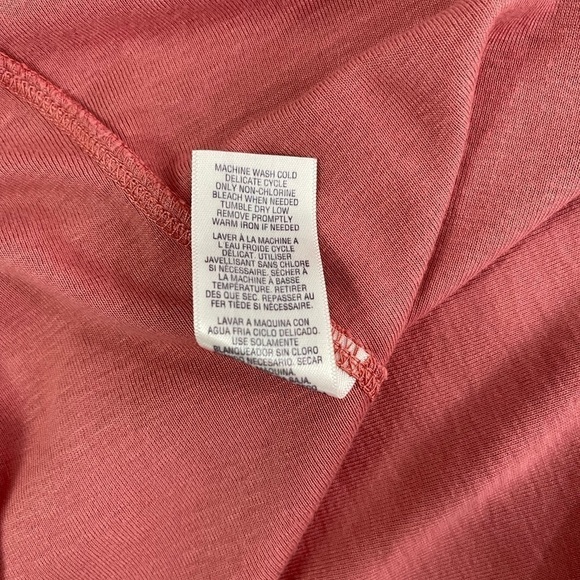 MACHINE WASH COLD
DELICATE CYCLE
ONLY NON-CHLORINE
BLEACH WHEN NEEDED
TUMBLE DRY LOW
REMOVE PROMPTLY
WARM IRON IF NEEDED
LAVER À LA MACHINE A
L EAU FROIDE CYCLE
DÉLICAT. UTILISER
JAVELLISANT SANS CHLORE
SI NÉCESSAIRE. SÉCHER À
LA MACHINE À BASSE
TEMPÉRATURE. RETIRER
DES QUE SEC. REPASSER AU
FER TIÈDE SI NÉCESSAIRE.
LAVAR A MAQUINA CON
AGUA FRIA CICLO DELICADO.
USE SOLAMENTE
BLANQUEADOR SIN CLORO
NECESARIO. SECAR
BAJA.